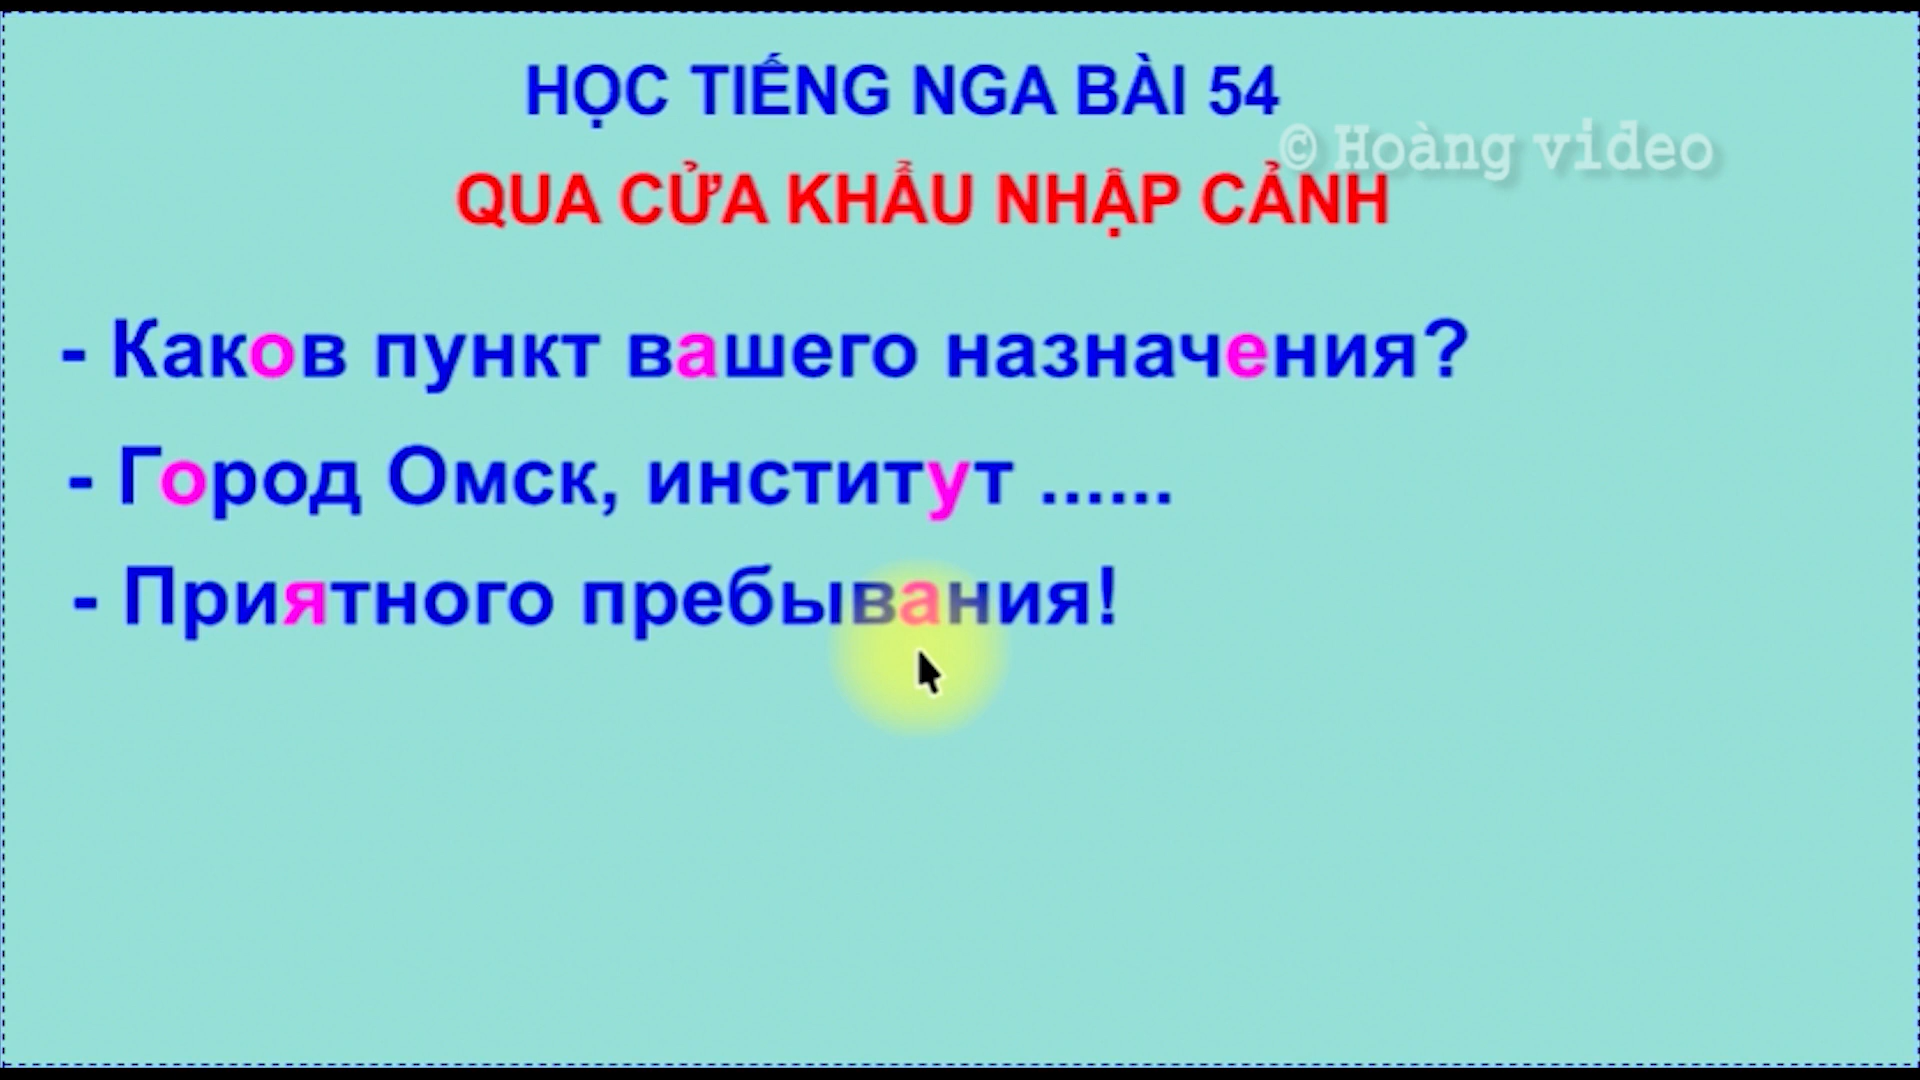 HỌC TIẾNG NGA BÀI 54
© Hoàng video
QUA CỬA KHẨU NHẬP CẢNH
- Каков пункт вашего назначения?
- Город Омск, институт ......
- Приятного пребывания!